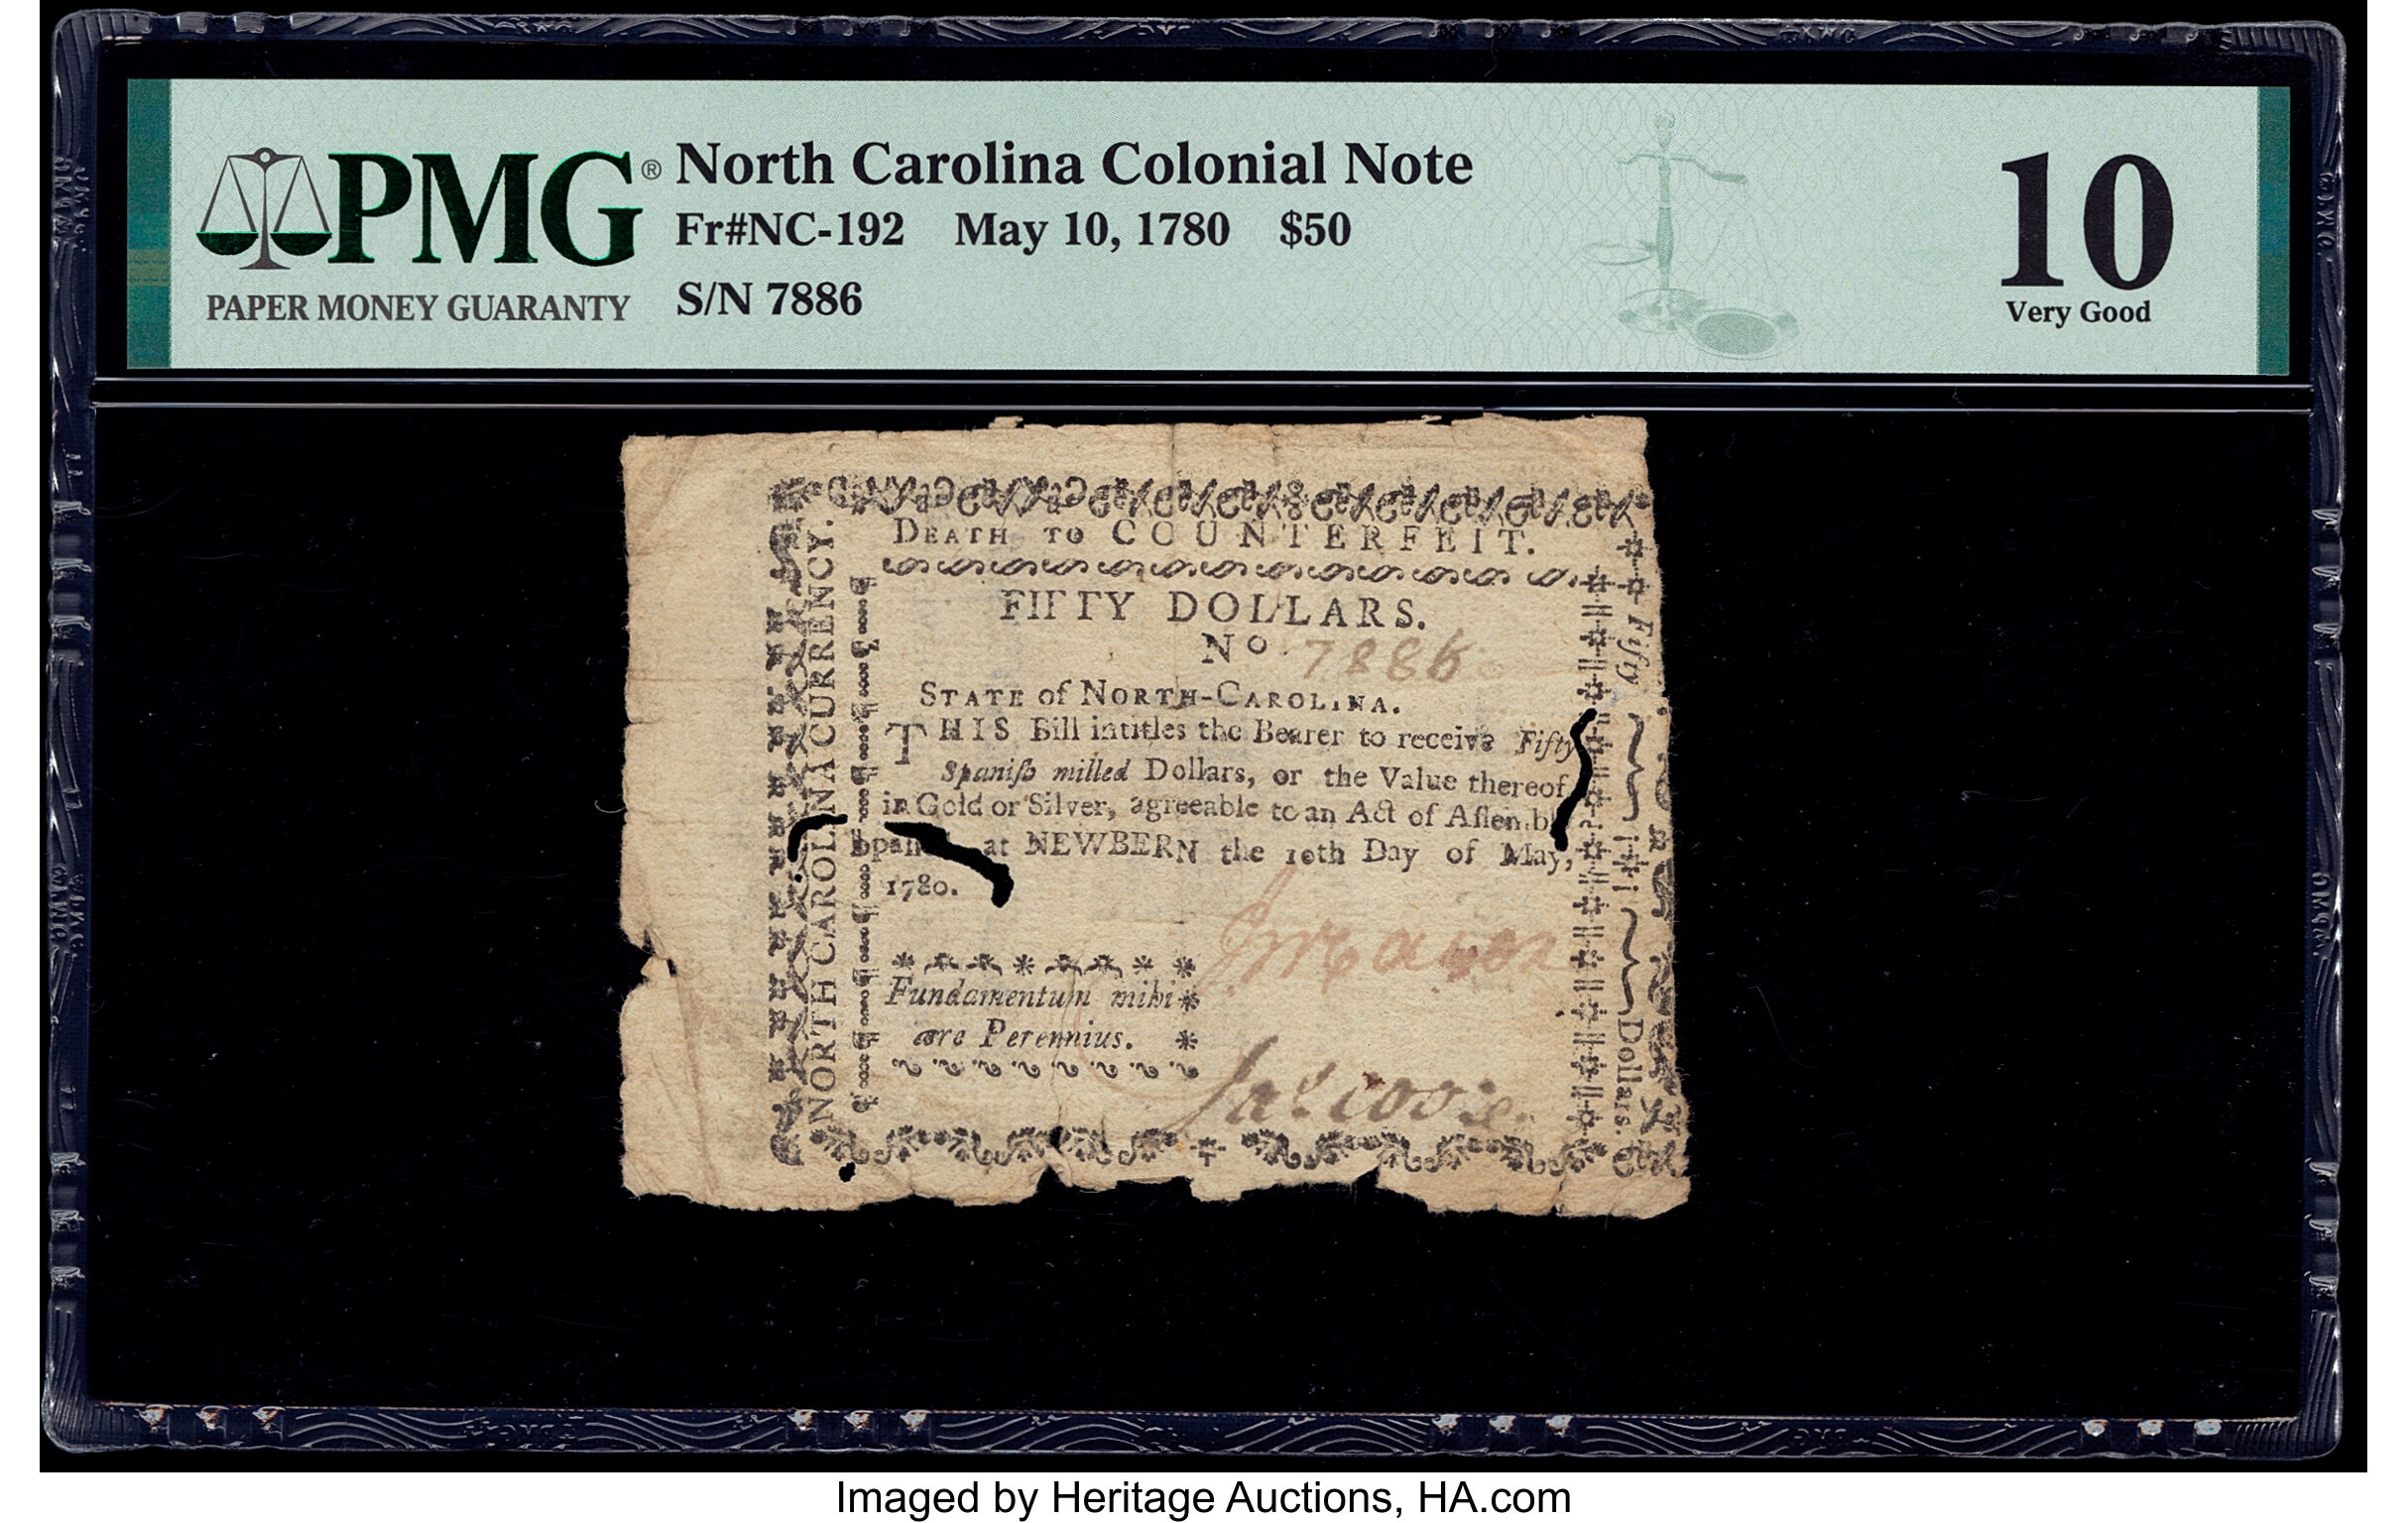 PMG® North Carolina Colonial Note
Fr#NC-192 May 10, 1780 $50
PAPER MONEY GUARANTY S/N 7886
10
Very Good
DEATH TO COUNTERFEIT.
FIFTY DOLLARS.
No. 7886
STATE of NORTH-CAROLINA.
THIS Bill intitles the Bearer to receive Fifty
Spaniſh milled Dollars, or the Value thereof
in Gold or Silver, agreeable to an Act of Aſſembl
at NEWBERN the 10th Day of May,
1780.
Fundamentum mihi
are Perennius.
NORTH CAROLINA CURRENCY.
Fifty Dollars.
Imaged by Heritage Auctions, HA.com